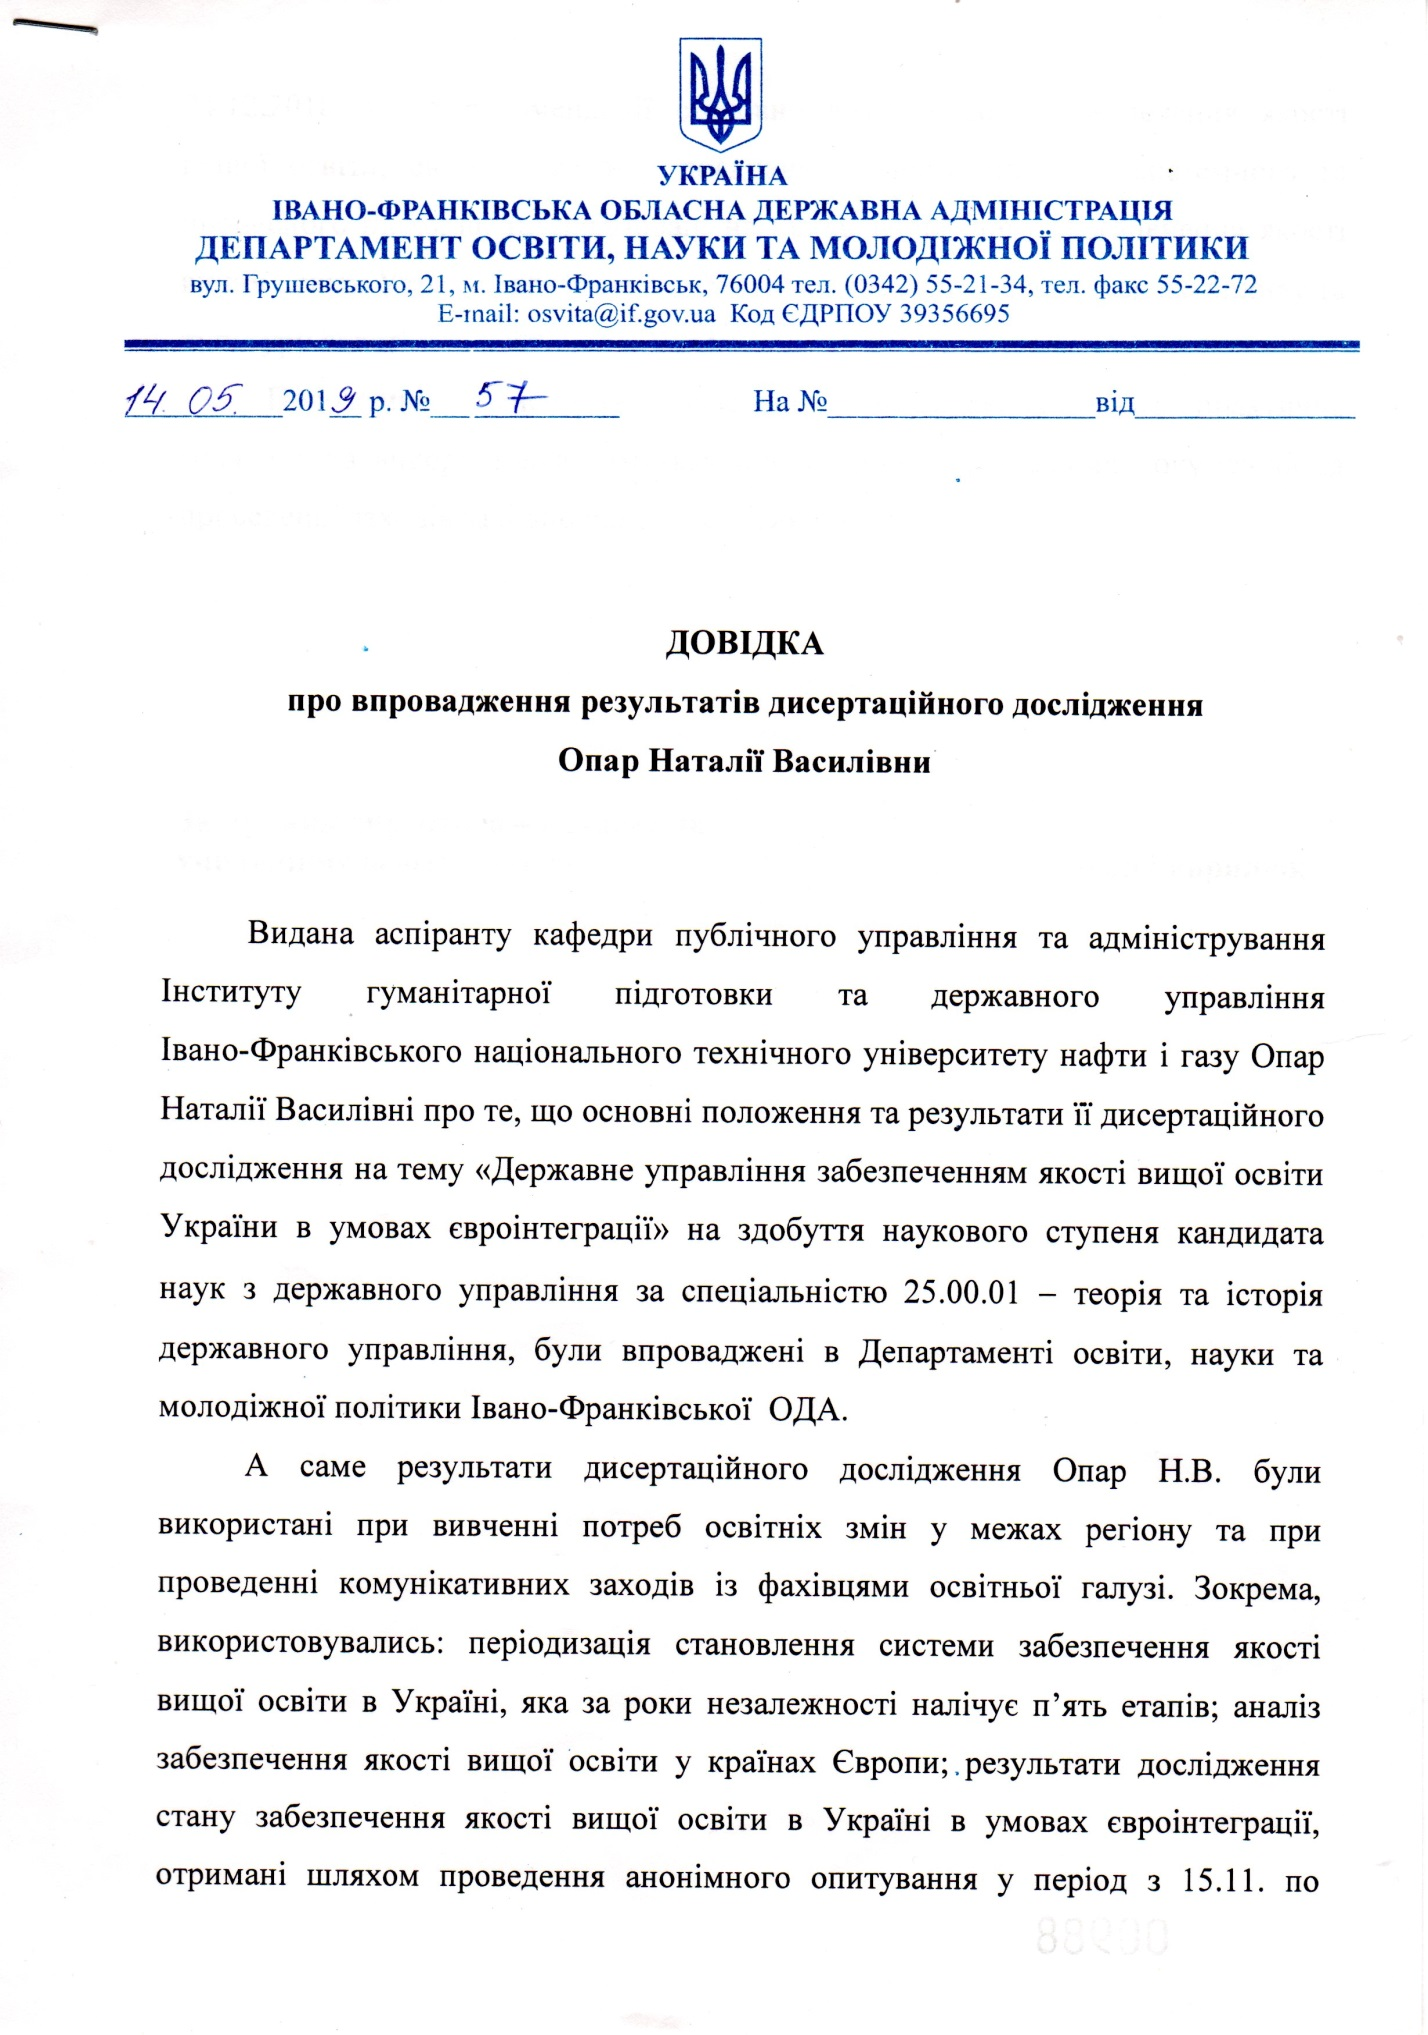 УКРАЇНА
ІВАНО-ФРАНКІВСЬКА ОБЛАСНА ДЕРЖАВНА АДМІНІСТРАЦІЯ
ДЕПАРТАМЕНТ ОСВІТИ, НАУКИ ТА МОЛОДІЖНОЇ ПОЛІТИКИ
вул. Грушевського, 21, м. Івано-Франківськ, 76004 тел. (0342) 55-21-34, тел. факс 55-22-72
E-mail: osvita@if.gov.ua Код ЄДРПОУ 39356695
14. 05. 2019 р. № 57 На №_________________від______________
ДОВІДКА
про впровадження результатів дисертаційного дослідження
Опар Наталії Василівни
Видана аспіранту кафедри публічного управління та адміністрування
Інституту гуманітарної підготовки та державного управління
Івано-Франківського національного технічного університету нафти і газу Опар
Наталії Василівні про те, що основні положення та результати її дисертаційного
дослідження на тему «Державне управління забезпеченням якості вищої освіти
України в умовах євроінтеграції» на здобуття наукового ступеня кандидата
наук з державного управління за спеціальністю 25.00.01 – теорія та історія
державного управління, були впроваджені в Департаменті освіти, науки та
молодіжної політики Івано-Франківської ОДА.
А саме результати дисертаційного дослідження Опар Н.В. були
використані при вивченні потреб освітніх змін у межах регіону та при
проведенні комунікативних заходів із фахівцями освітньої галузі. Зокрема,
використовувались: періодизація становлення системи забезпечення якості
вищої освіти в Україні, яка за роки незалежності налічує п’ять етапів; аналіз
забезпечення якості вищої освіти у країнах Європи; результати дослідження
стану забезпечення якості вищої освіти в Україні в умовах євроінтеграції,
отримані шляхом проведення анонімного опитування у період з 15.11. по